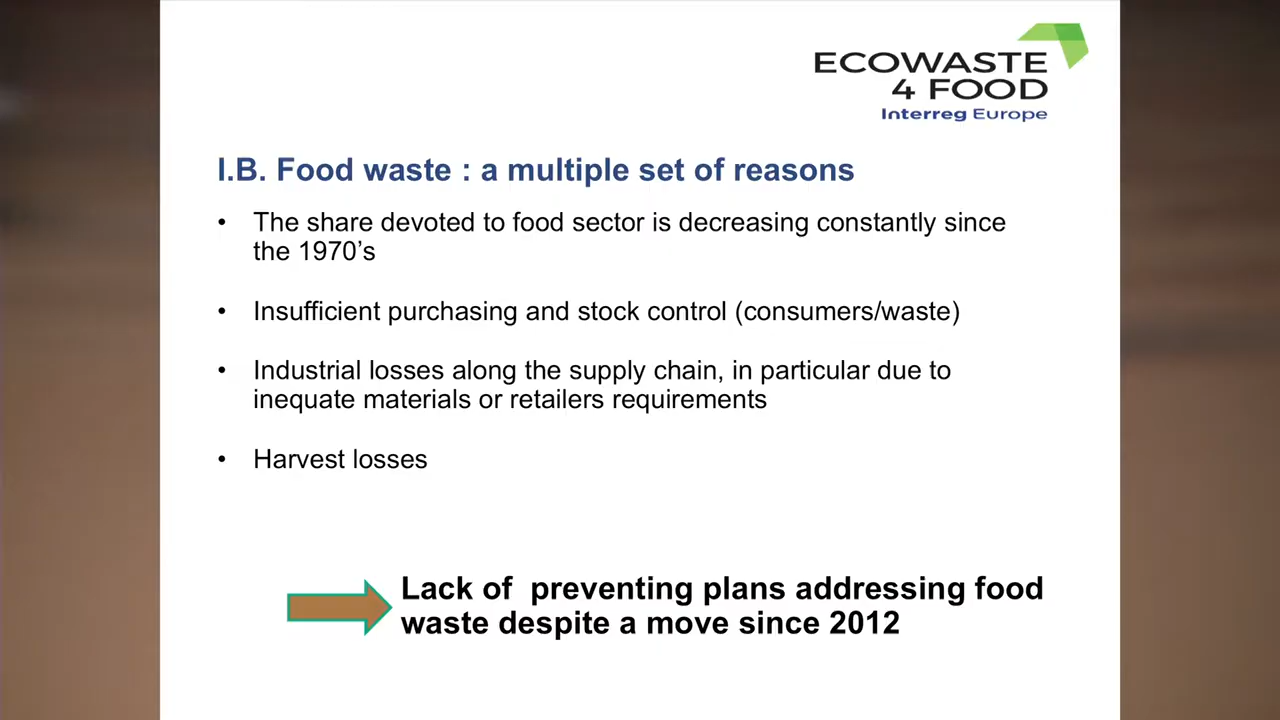 ECOWASTE
4 FOOD
Interreg Europe
I.B. Food waste : a multiple set of reasons
• The share devoted to food sector is decreasing constantly since
the 1970’s
• Insufficient purchasing and stock control (consumers/waste)
• Industrial losses along the supply chain, in particular due to
inequate materials or retailers requirements
• Harvest losses
Lack of  preventing plans addressing food
waste despite a move since 2012